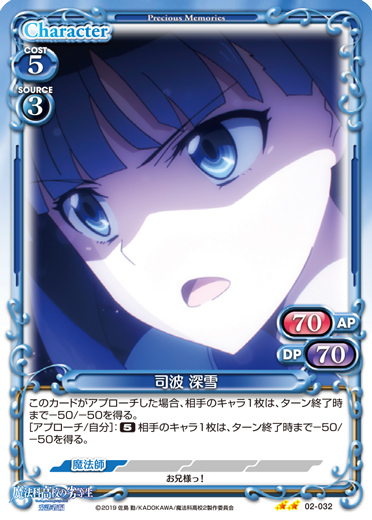 Precious Memories
Character
COST
5
SOURCE
3
70 AP
DP 70
司波 深雪
このカードがアプローチした場合、相手のキャラ1枚は、ターン終了時
まで−50/−50を得る。
[アプローチ/自分]：5 相手のキャラ1枚は、ターン終了時まで−50/
−50を得る。
魔法師
お兄様っ！
魔法科高校の劣等生
02-032
©2019 佐島 勤/KADOKAWA/魔法科高校2製作委員会